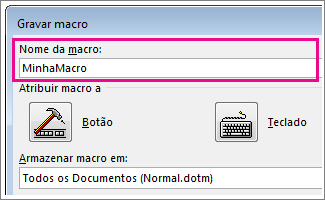 Gravar macro
Nome da macro:
MinhaMacro
Atribuir macro a
Botão
Teclado
Armazenar macro em:
Todos os Documentos (Normal.dotm)